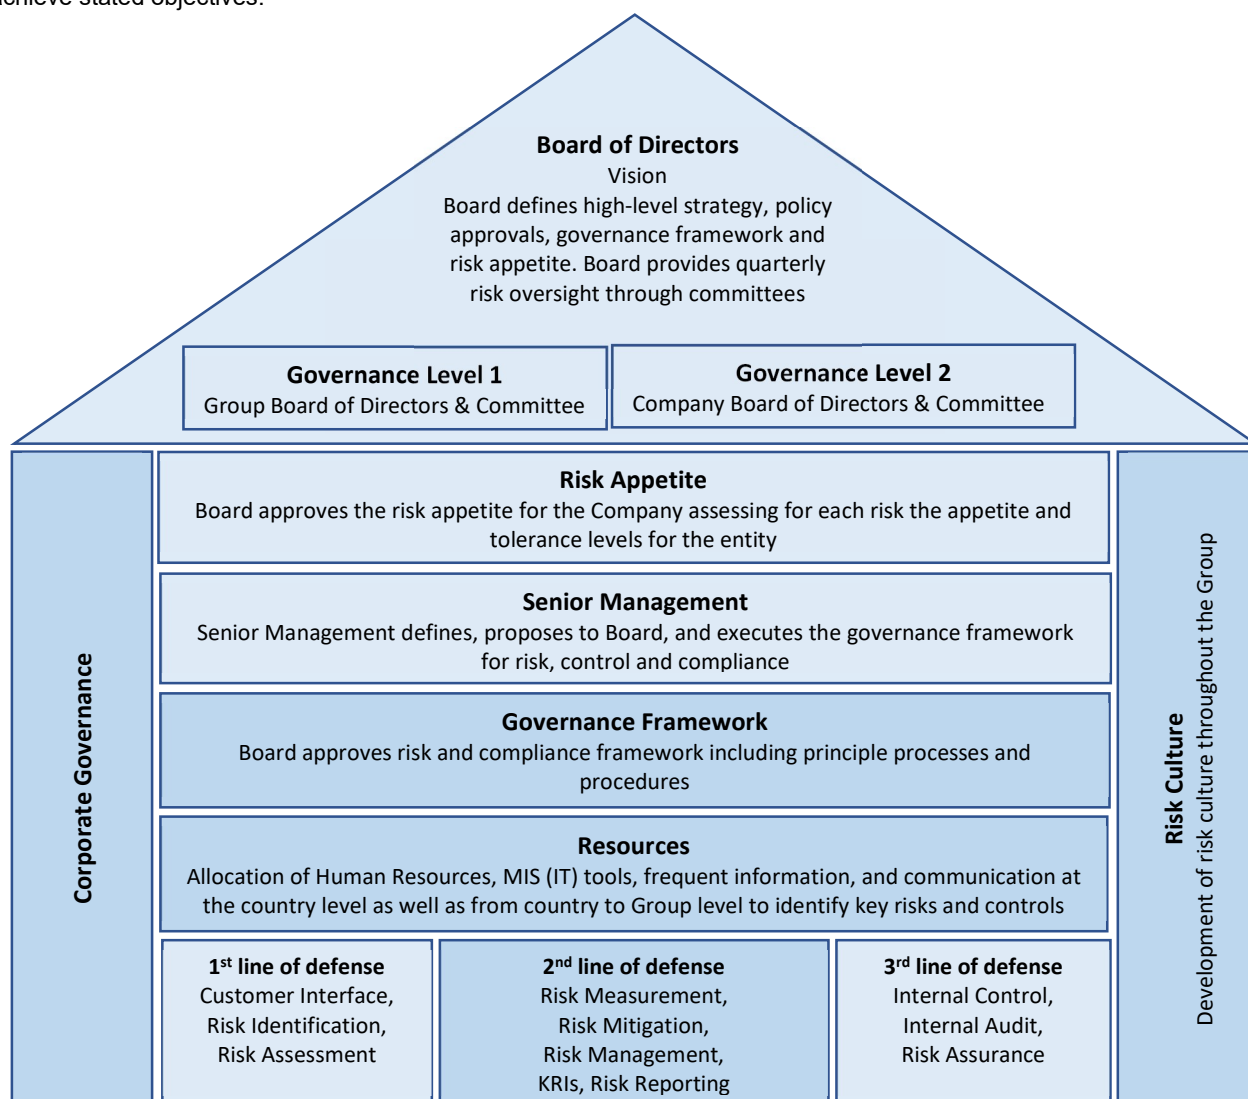 achieve stated objectives.
Board of Directors
Vision
Board defines high-level strategy, policy
approvals, governance framework and
risk appetite. Board provides quarterly
risk oversight through committees
Governance Level 1
Group Board of Directors & Committee
Governance Level 2
Company Board of Directors & Committee
Corporate Governance
Risk Appetite
Board approves the risk appetite for the Company assessing for each risk the appetite and
tolerance levels for the entity
Senior Management
Senior Management defines, proposes to Board, and executes the governance framework
for risk, control and compliance
Governance Framework
Board approves risk and compliance framework including principle processes and
procedures
Resources
Allocation of Human Resources, MIS (IT) tools, frequent information, and communication at
the country level as well as from country to Group level to identify key risks and controls
1st line of defense
Customer Interface,
Risk Identification,
Risk Assessment
2nd line of defense
Risk Measurement,
Risk Mitigation,
Risk Management,
KRIs, Risk Reporting
3rd line of defense
Internal Control,
Internal Audit,
Risk Assurance
Risk Culture
Development of risk culture throughout the Group